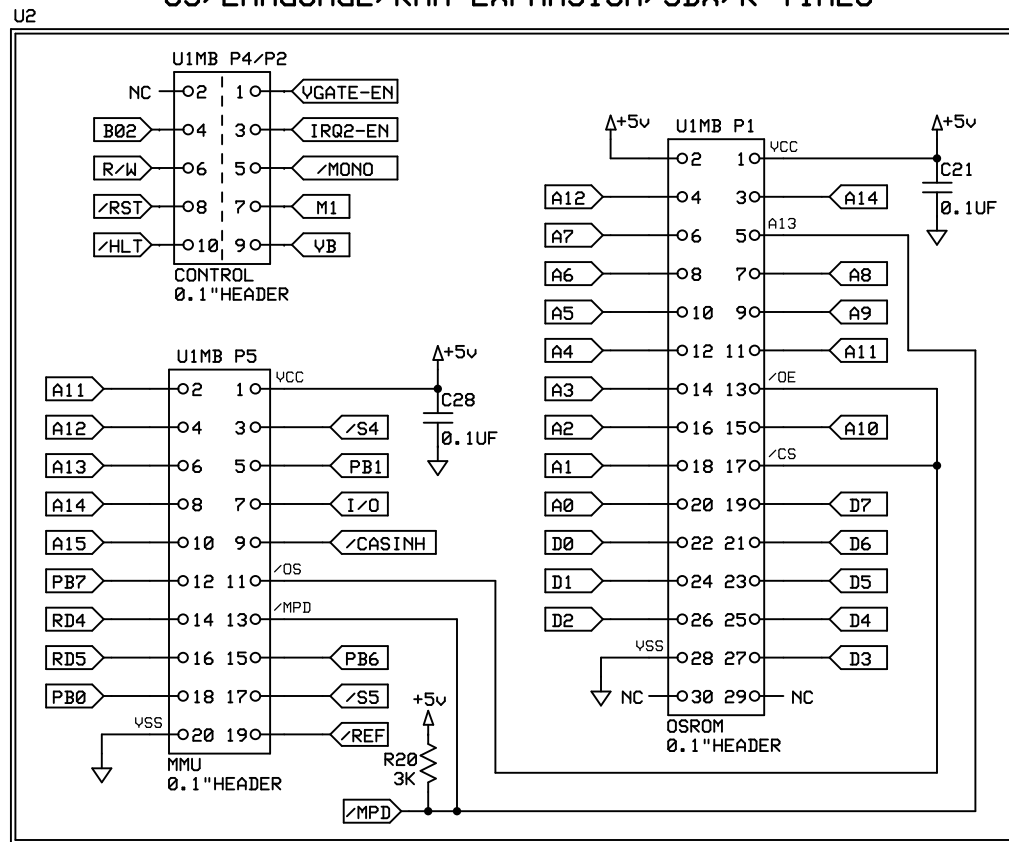 U2
U1MB P4/P2
NC 2 1 VGATE-EN
B02 4 3 IRQ2-EN
R/W 6 5 /MONO
/RST 8 7 M1
/HLT 10 9 VB
CONTROL
0.1"HEADER
U1MB P5
+5v
A11 2 1 VCC
C28
0.1UF
A12 4 3 /S4
A13 6 5 PB1
A14 8 7 I/O
A15 10 9 /CASINH
PB7 12 11 /OS
RD4 14 13 /MPD
RD5 16 15 PB6
PB0 18 17 /S5
VSS 20 19 /REF
MMU
0.1"HEADER
+5v
R20
3K
/MPD
+5v U1MB P1 +5v
2 1 VCC
C21
0.1UF
A12 4 3 A14
A7 6 5 A13
A6 8 7 A8
A5 10 9 A9
A4 12 11 A11
A3 14 13 /OE
A2 16 15 A10
A1 18 17 /CS
A0 20 19 D7
D0 22 21 D6
D1 24 23 D5
D2 26 25 D4
VSS 28 27 D3
NC 30 29 NC
OSROM
0.1"HEADER